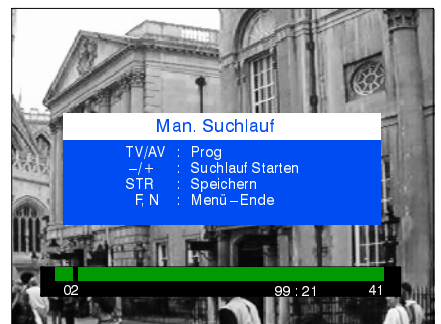 Man. Suchlauf
TV/AV : Prog
–/+ : Suchlauf Starten
STR : Speichern
F, N : Menü–Ende
02 99:21 41